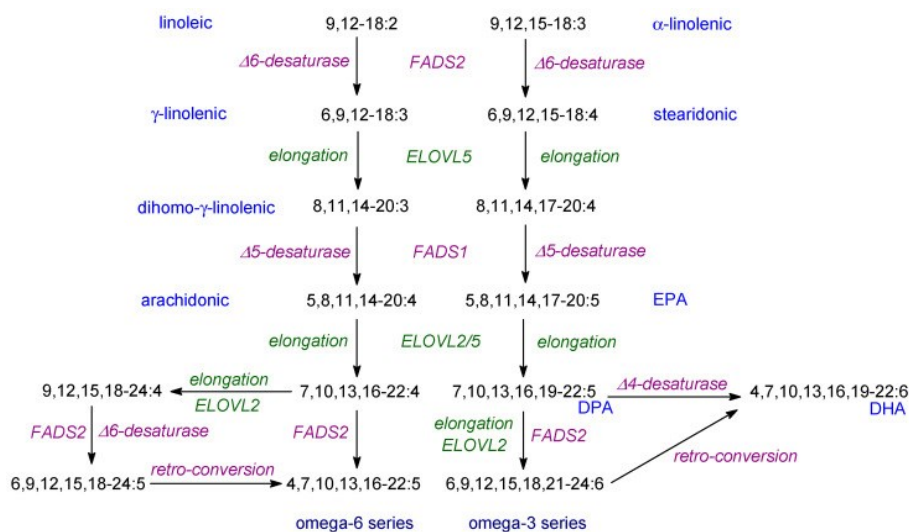 linoleic 9,12-18:2 9,12,15-18:3 α-linolenic
Δ6-desaturase FADS2 Δ6-desaturase
γ-linolenic 6,9,12-18:3 6,9,12,15-18:4 stearidonic
elongation ELOVL5 elongation
dihomo-γ-linolenic 8,11,14-20:3 8,11,14,17-20:4
Δ5-desaturase FADS1 Δ5-desaturase
arachidonic 5,8,11,14-20:4 5,8,11,14,17-20:5 EPA
elongation ELOVL2/5 elongation
9,12,15,18-24:4 elongation 7,10,13,16-22:4 7,10,13,16,19-22:5 Δ4-desaturase 4,7,10,13,16,19-22:6
ELOVL2 DPA DHA
FADS2 Δ6-desaturase FADS2 elongation FADS2
ELOVL2
retro-conversion retro-conversion
6,9,12,15,18-24:5 4,7,10,13,16-22:5 6,9,12,15,18,21-24:6
omega-6 series omega-3 series